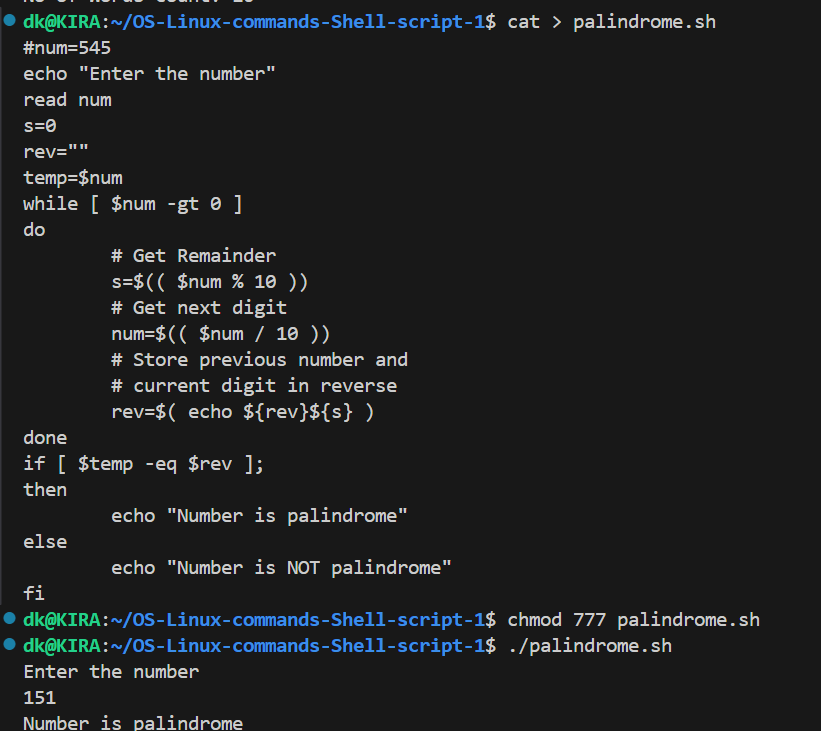 No of words count: 10
dk@KIRA:~/OS-Linux-commands-Shell-script-1$ cat > palindrome.sh
#num=545
echo "Enter the number"
read num
s=0
rev=""
temp=$num
while [ $num -gt 0 ]
do
        # Get Remainder
        s=$(( $num % 10 ))
        # Get next digit
        num=$(( $num / 10 ))
        # Store previous number and
        # current digit in reverse
        rev=$( echo ${rev}${s} )
done
if [ $temp -eq $rev ];
then
        echo "Number is palindrome"
else
        echo "Number is NOT palindrome"
fi
dk@KIRA:~/OS-Linux-commands-Shell-script-1$ chmod 777 palindrome.sh
dk@KIRA:~/OS-Linux-commands-Shell-script-1$ ./palindrome.sh
Enter the number
151
Number is palindrome